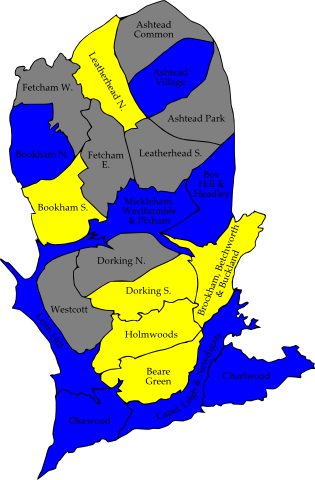 Ashtead
Common
Leatherhead N.
Ashtead
Village
Fetcham W.
Ashtead Park
Bookham N.
Fetcham
E.
Leatherhead S.
Box
Hill &
Headley
Bookham S.
Mickleham,
Westhumble
& Pixham
Brockham, Betchworth
& Buckland
Dorking N.
Dorking S.
Westcott
Leith Hill
Holmwoods
Beare
Green
Capel, Leigh & Newdigate
Charlwood
Okewood